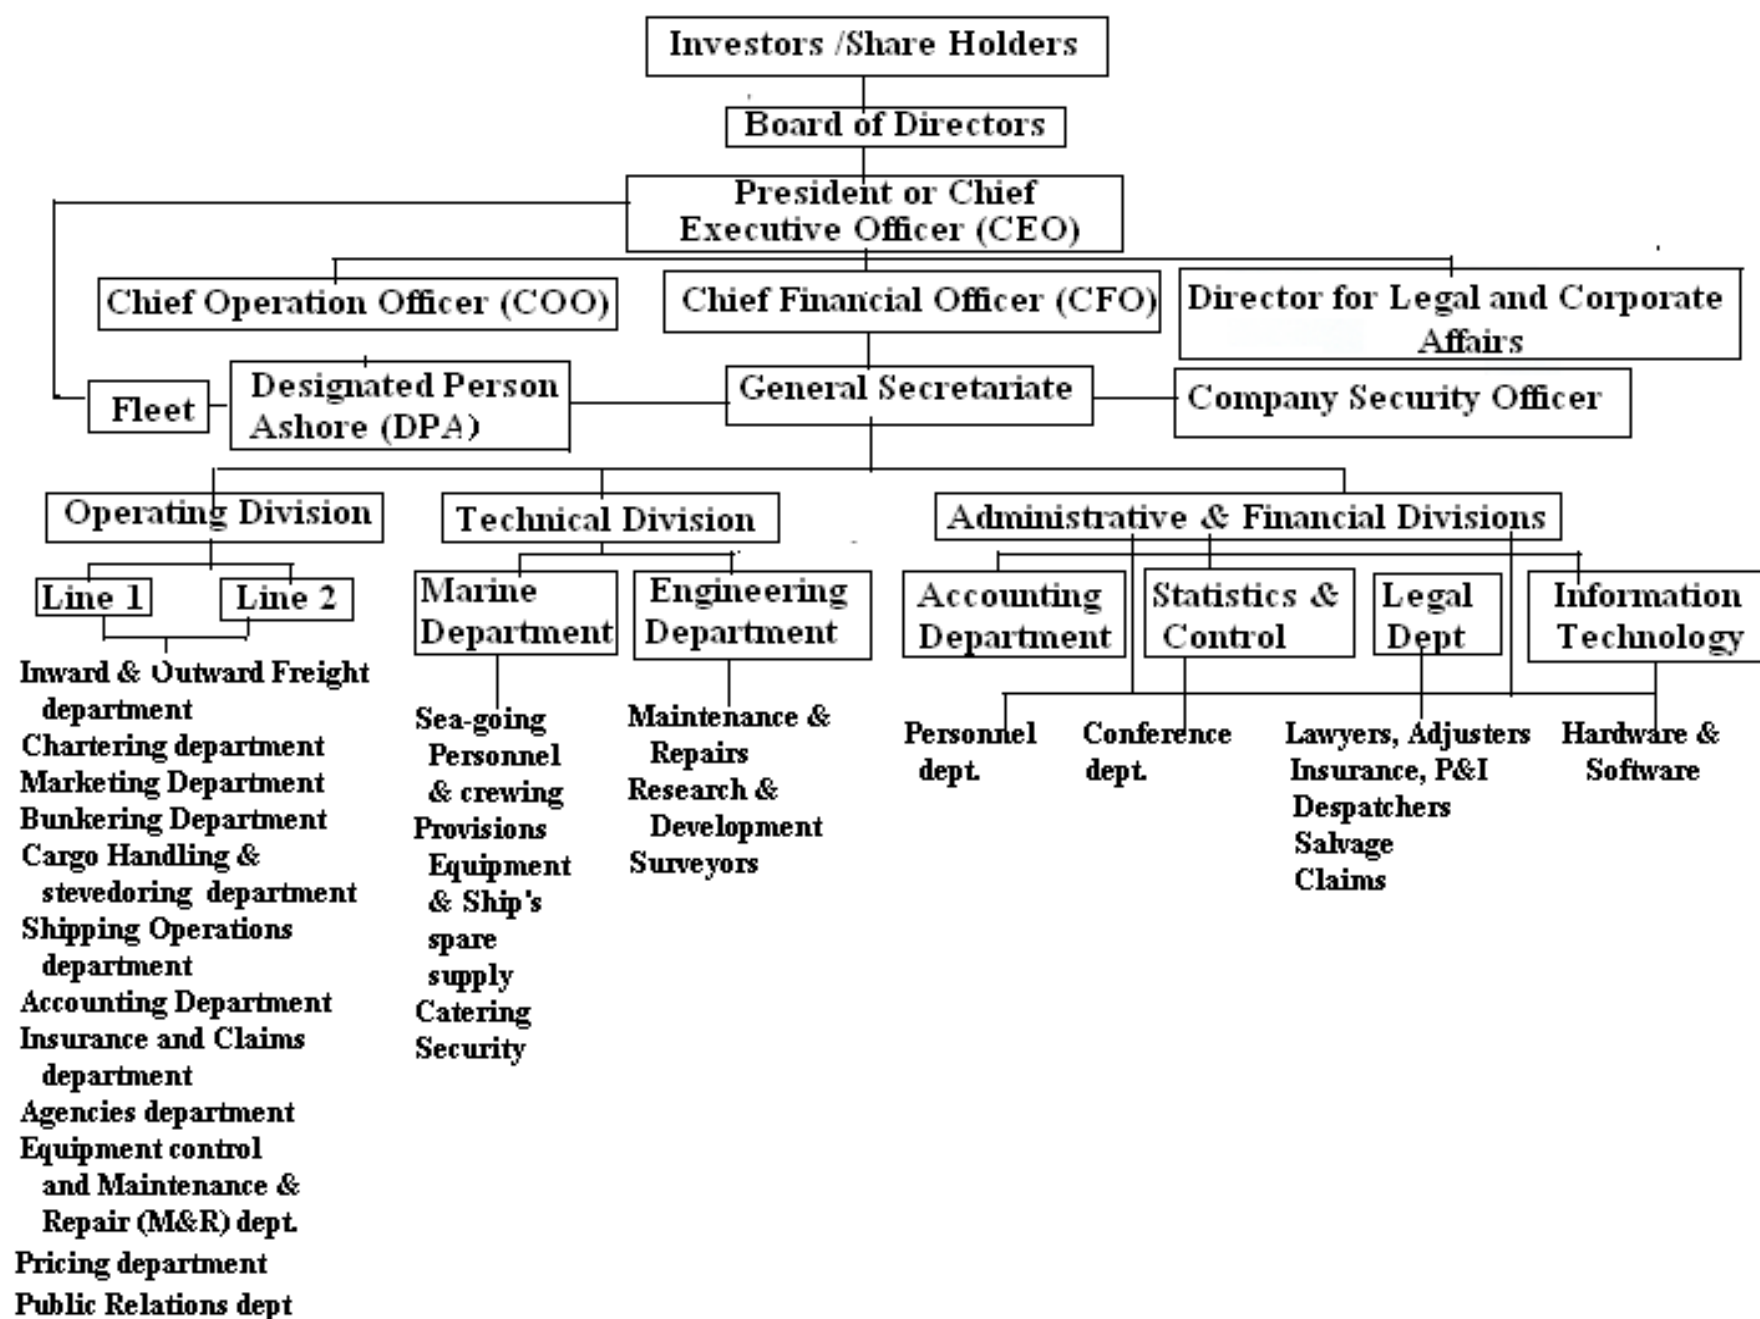 Investors /Share Holders
Board of Directors
President or Chief
Executive Officer (CEO)
Chief Operation Officer (COO)
Chief Financial Officer (CFO)
Director for Legal and Corporate
Affairs
Fleet
Designated Person
Ashore (DPA)
General Secretariate
Company Security Officer
Operating Division
Technical Division
Administrative & Financial Divisions
Line 1
Line 2
Marine
Department
Engineering
Department
Accounting
Department
Statistics &
Control
Legal
Dept
Information
Technology
Inward & Outward Freight
department
Chartering department
Marketing Department
Bunkering Department
Cargo Handling &
stevedoring department
Shipping Operations
department
Accounting Department
Insurance and Claims
department
Agencies department
Equipment control
and Maintenance &
Repair (M&R) dept.
Pricing department
Public Relations dept
Sea-going
Personnel
& crewing
Provisions
Equipment
& Ship's
spare
supply
Catering
Security
Maintenance &
Repairs
Research &
Development
Surveyors
Personnel
dept.
Conference
dept.
Lawyers, Adjusters
Insurance, P&I
Despatchers
Salvage
Claims
Hardware &
Software